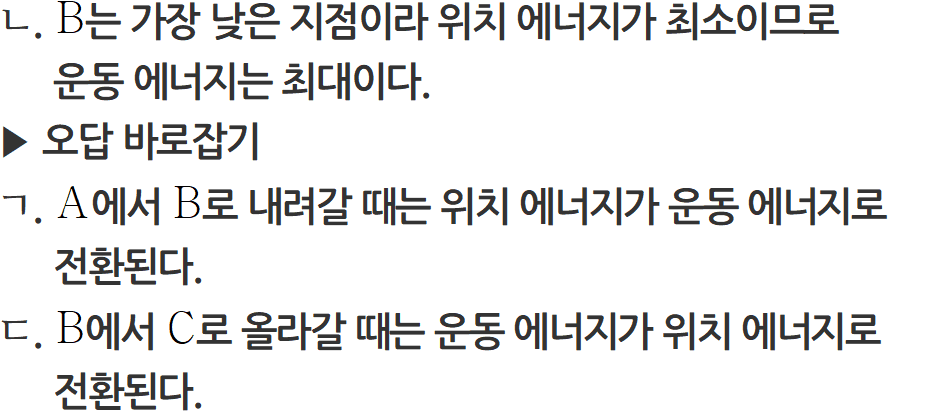 ㄴ. B는 가장 낮은 지점이라 위치 에너지가 최소이므로
운동 에너지는 최대이다.
▶ 오답 바로잡기
ㄱ. A에서 B로 내려갈 때는 위치 에너지가 운동 에너지로
전환된다.
ㄷ. B에서 C로 올라갈 때는 운동 에너지가 위치 에너지로
전환된다.